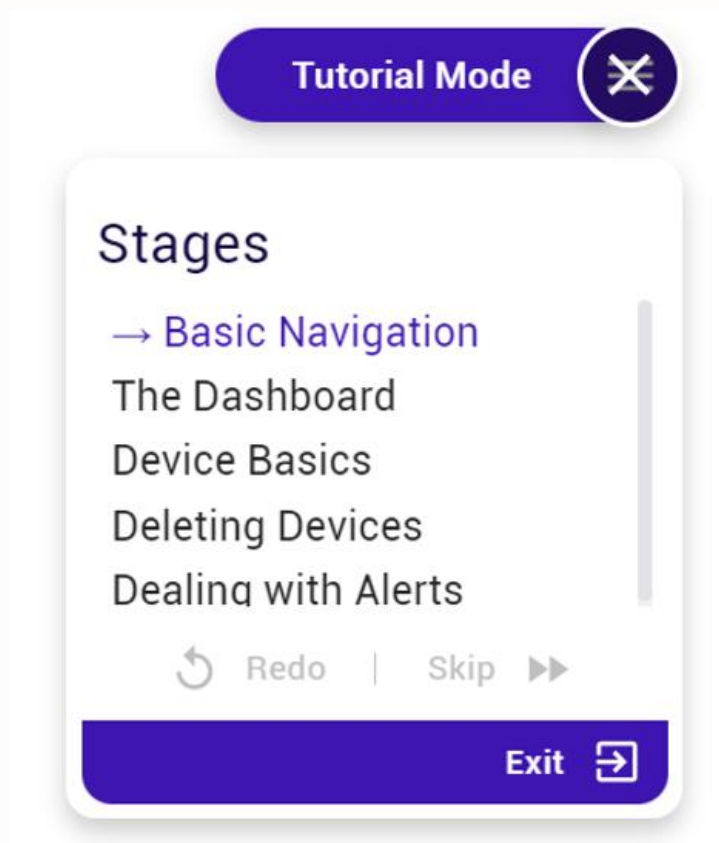 Tutorial Mode
Stages
→ Basic Navigation
The Dashboard
Device Basics
Deleting Devices
Dealing with Alerts
Redo | Skip
Exit